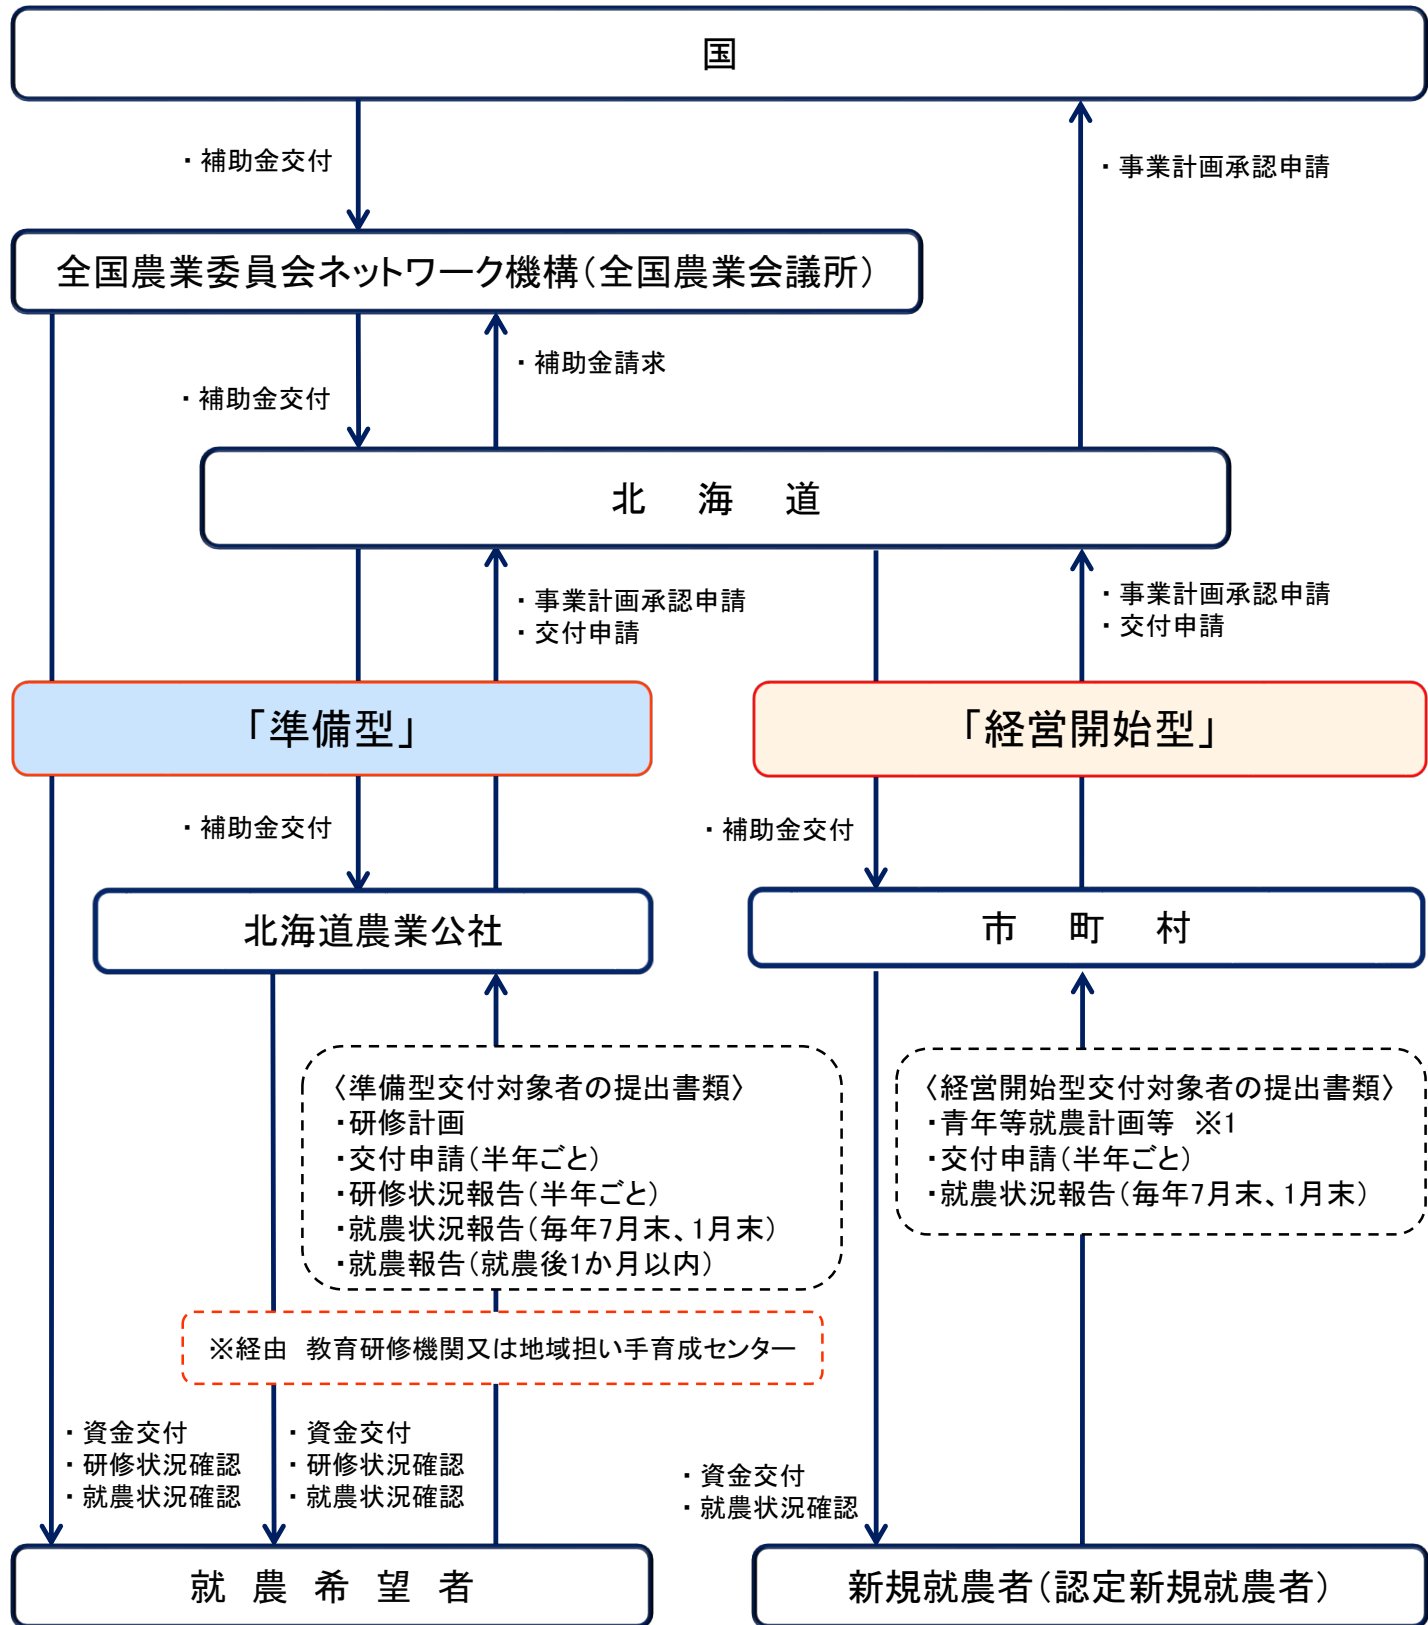 国
・補助金交付
・事業計画承認申請
全国農業委員会ネットワーク機構(全国農業会議所)
・補助金請求
・補助金交付
北 海 道
・事業計画承認申請
・交付申請
・事業計画承認申請
・交付申請
「準備型」
「経営開始型」
・補助金交付
・補助金交付
北海道農業公社
市 町 村
〈準備型交付対象者の提出書類〉
・研修計画
・交付申請(半年ごと)
・研修状況報告(半年ごと)
・就農状況報告(毎年7月末、1月末)
・就農報告(就農後1か月以内)
〈経営開始型交付対象者の提出書類〉
・青年等就農計画等 ※1
・交付申請(半年ごと)
・就農状況報告(毎年7月末、1月末)
※経由 教育研修機関又は地域担い手育成センター
・資金交付
・研修状況確認
・就農状況確認
・資金交付
・研修状況確認
・就農状況確認
・資金交付
・就農状況確認
就 農 希 望 者
新規就農者(認定新規就農者)